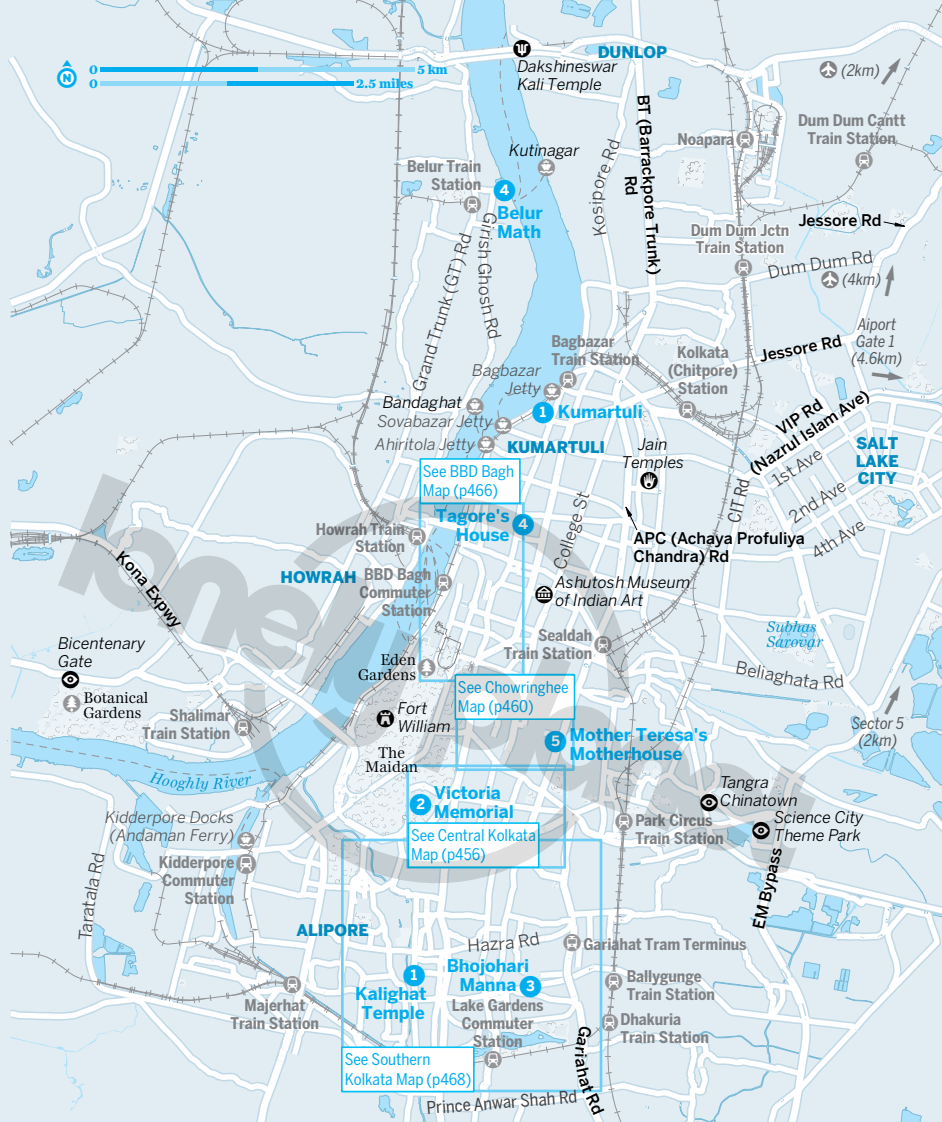 DUNLOP
Dakshineswar
Kali Temple
N
0
5 km
0
2.5 miles
(2km)
BT (Barrackpore Trunk)
Rd
Noapara
Dum Dum Cantt
Train Station
Kutinagar
Belur Train
Station
4
Belur
Math
Kosipore Rd
Jessore Rd
Dum Dum Jctn
Train Station
Dum Dum Rd
(4km)
Grand Trunk (GT) Rd
Girish Ghosh Rd
Aiport
Gate 1
(4.6km)
Bagbazar
Train Station
Kolkata
(Chitpore)
Station
Jessore Rd
Bagbazar
Jetty
Bandaghat
Sovabazar Jetty
Ahiritola Jetty
1
Kumartuli
KUMARTULI
VIP Rd
(Nazrul Islam Ave)
Jain
Temples
SALT
LAKE
CITY
1st Ave
2nd Ave
4th Ave
CIT Rd
See BBD Bagh
Map (p466)
Tagore's
House
4
College St
APC (Achaya Profuliya
Chandra) Rd
Howrah Train
Station
HOWRAH
BBD Bagh
Commuter
Station
Kona Expwy
Ashutosh Museum
of Indian Art
lonely planet
Bicentenary
Gate
Botanical
Gardens
Eden
Gardens
Sealdah
Train Station
Subhas
Sarovar
Beliaghata Rd
See Chowringhee
Map (p460)
Shalimar
Train Station
Fort
William
The
Maidan
5
Mother Teresa's
Motherhouse
Sector 5
(2km)
Hooghly River
2
Victoria
Memorial
Tangra
Chinatown
Kidderpore Docks
(Andaman Ferry)
Park Circus
Train Station
Science City
Theme Park
See Central Kolkata
Map (p456)
Kidderpore
Commuter
Station
Taratala Rd
EM Bypass
ALIPORE
Hazra Rd
Gariahat Tram Terminus
1
Kalighat
Temple
Bhojohari
Manna
3
Ballygunge
Train Station
Majerhat
Train Station
Lake Gardens
Commuter
Station
Dhakuria
Train Station
See Southern
Kolkata Map (p468)
Gariahat Rd
Prince Anwar Shah Rd